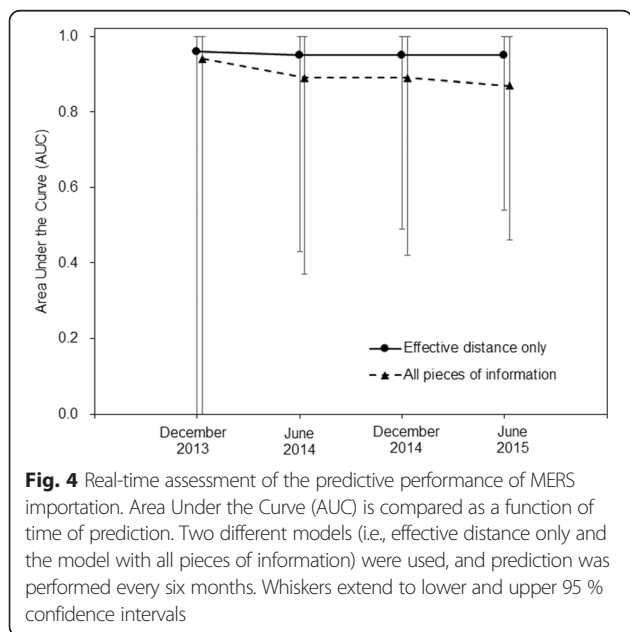 1.0
0.8
0.6
0.4
0.2
0.0
Area Under the Curve (AUC)
Effective distance only
All pieces of information
December 2013
June 2014
December 2014
June 2015
Fig. 4 Real-time assessment of the predictive performance of MERS
importation. Area Under the Curve (AUC) is compared as a function of
time of prediction. Two different models (i.e., effective distance only and
the model with all pieces of information) were used, and prediction was
performed every six months. Whiskers extend to lower and upper 95 %
confidence intervals